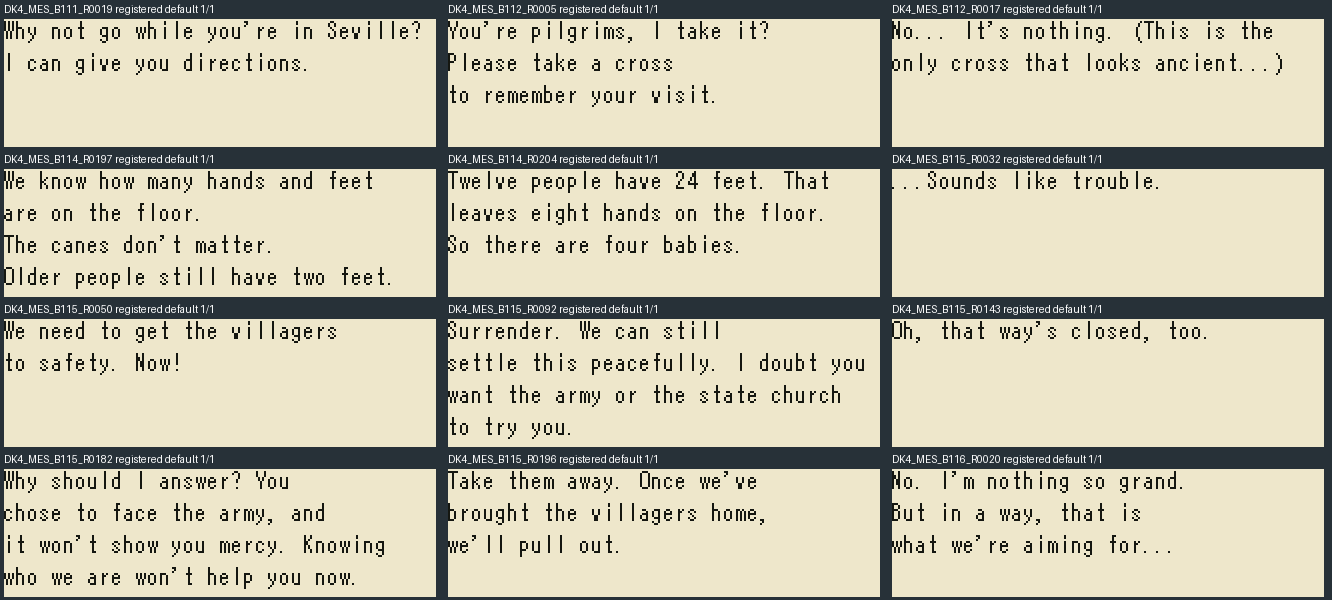 DK4_MES_B111_R0019 registered default 1/1
Why not go while you're in Seville?
I can give you directions.
DK4_MES_B112_R0005 registered default 1/1
You're pilgrims, I take it?
Please take a cross
to remember your visit.
DK4_MES_B112_R0017 registered default 1/1
No... It's nothing. (This is the
only cross that looks ancient...)
DK4_MES_B114_R0197 registered default 1/1
We know how many hands and feet
are on the floor.
The canes don't matter.
Older people still have two feet.
DK4_MES_B114_R0204 registered default 1/1
Twelve people have 24 feet. That
leaves eight hands on the floor.
So there are four babies.
DK4_MES_B115_R0032 registered default 1/1
...Sounds like trouble.
DK4_MES_B115_R0050 registered default 1/1
We need to get the villagers
to safety. Now!
DK4_MES_B115_R0092 registered default 1/1
Surrender. We can still
settle this peacefully. I doubt you
want the army or the state church
to try you.
DK4_MES_B115_R0143 registered default 1/1
Oh, that way's closed, too.
DK4_MES_B115_R0182 registered default 1/1
Why should I answer? You
chose to face the army, and
it won't show you mercy. Knowing
who we are won't help you now.
DK4_MES_B115_R0196 registered default 1/1
Take them away. Once we've
brought the villagers home,
we'll pull out.
DK4_MES_B116_R0020 registered default 1/1
No. I'm nothing so grand.
But in a way, that is
what we're aiming for...